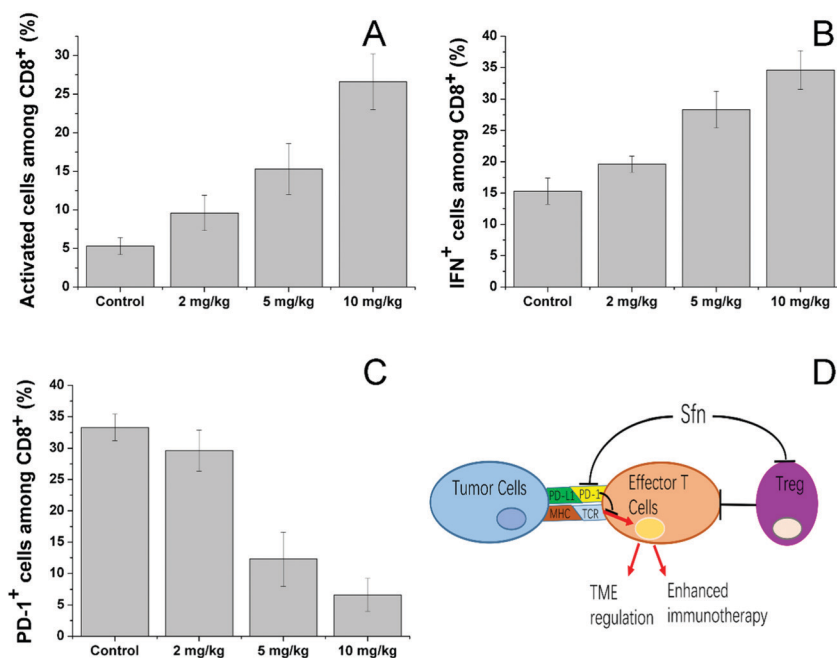 A
Activated cells among CD8⁺ (%)
35
30
25
20
15
10
5
0
Control 2 mg/kg 5 mg/kg 10 mg/kg
B
IFN⁺ cells among CD8⁺ (%)
40
35
30
25
20
15
10
5
0
Control 2 mg/kg 5 mg/kg 10 mg/kg
C
PD-1⁺ cells among CD8⁺ (%)
40
35
30
25
20
15
10
5
0
Control 2 mg/kg 5 mg/kg 10 mg/kg
D
Sfn
Tumor Cells
PD-L1 PD-1
MHC TCR
Effector T
Cells
Treg
TME
regulation
Enhanced
immunotherapy